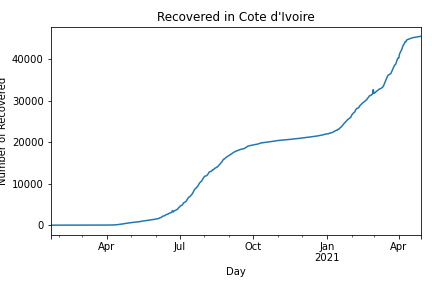 Recovered in Cote d'Ivoire
40000
30000
20000
10000
0
Number of Recovered
Apr
Jul
Oct
Jan
2021
Apr
Day